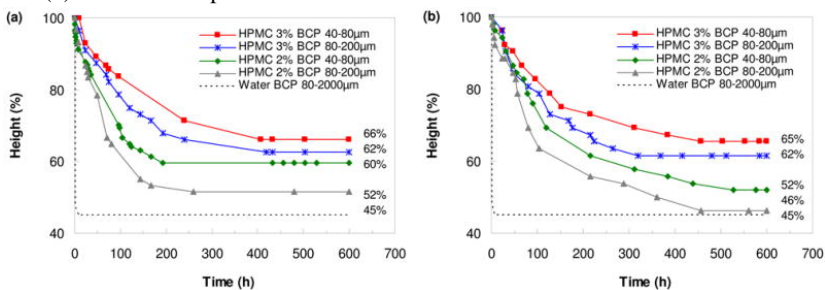 (a)
HPMC 3% BCP 40-80µm
HPMC 3% BCP 80-200µm
HPMC 2% BCP 40-80µm
HPMC 2% BCP 80-200µm
Water BCP 80-2000µm
Height (%)
100
80
60
40
66%
62%
60%
52%
45%
0 100 200 300 400 500 600 700
Time (h)
(b)
HPMC 3% BCP 40-80µm
HPMC 3% BCP 80-200µm
HPMC 2% BCP 40-80µm
HPMC 2% BCP 80-200µm
Water BCP 80-2000µm
Height (%)
100
80
60
40
65%
62%
52%
46%
45%
0 100 200 300 400 500 600 700
Time (h)